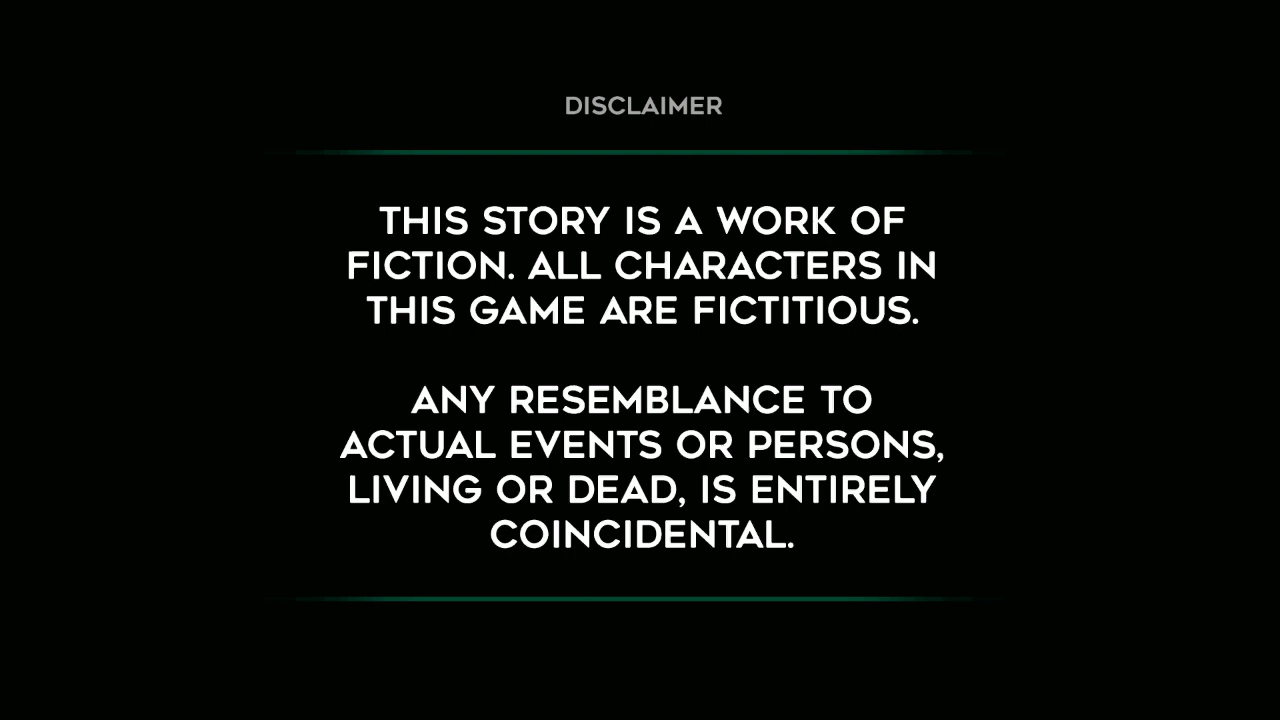 DISCLAIMER
THIS STORY IS A WORK OF
FICTION. ALL CHARACTERS IN
THIS GAME ARE FICTITIOUS.
ANY RESEMBLANCE TO
ACTUAL EVENTS OR PERSONS,
LIVING OR DEAD, IS ENTIRELY
COINCIDENTAL.